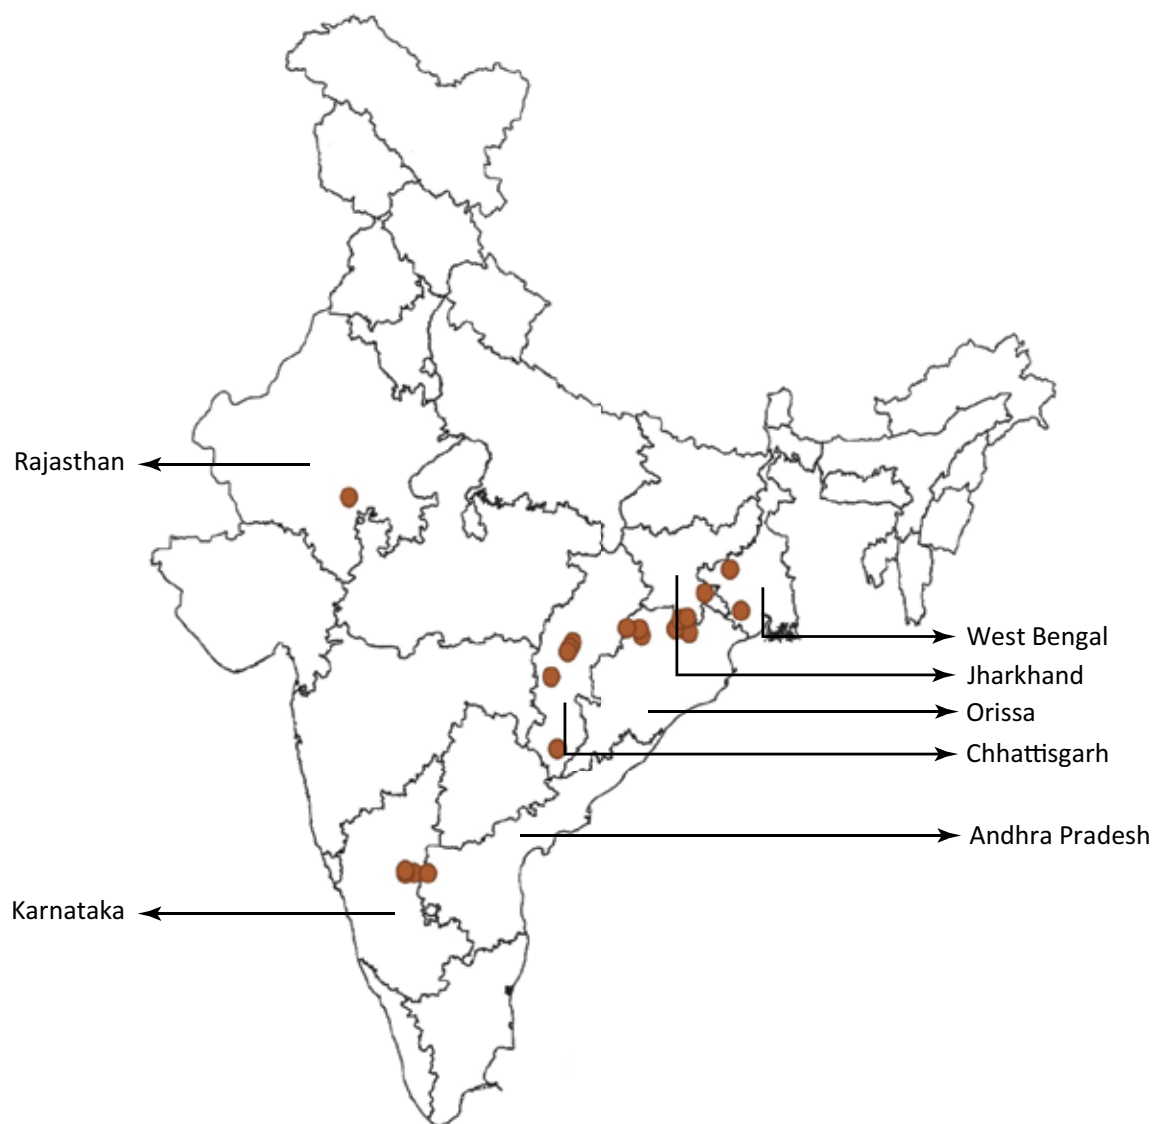 Rajasthan
West Bengal
Jharkhand
Orissa
Chhattisgarh
Andhra Pradesh
Karnataka